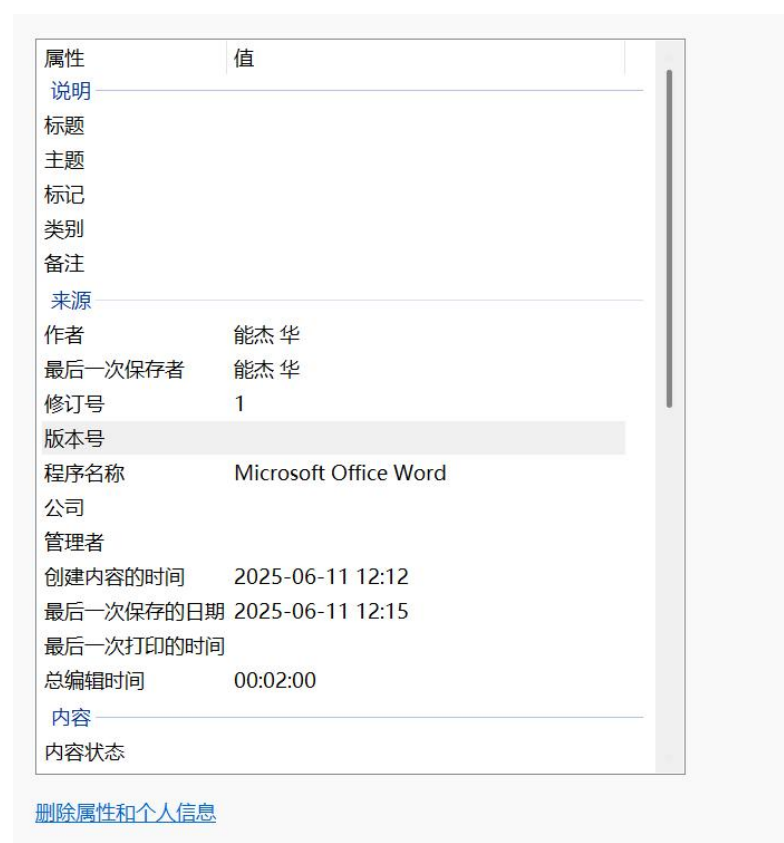 属性 值
说明
标题
主题
标记
类别
备注
来源
作者 能杰 华
最后一次保存者 能杰 华
修订号 1
版本号
程序名称 Microsoft Office Word
公司
管理者
创建内容的时间 2025-06-11 12:12
最后一次保存的日期 2025-06-11 12:15
最后一次打印的时间
总编辑时间 00:02:00
内容
内容状态
删除属性和个人信息